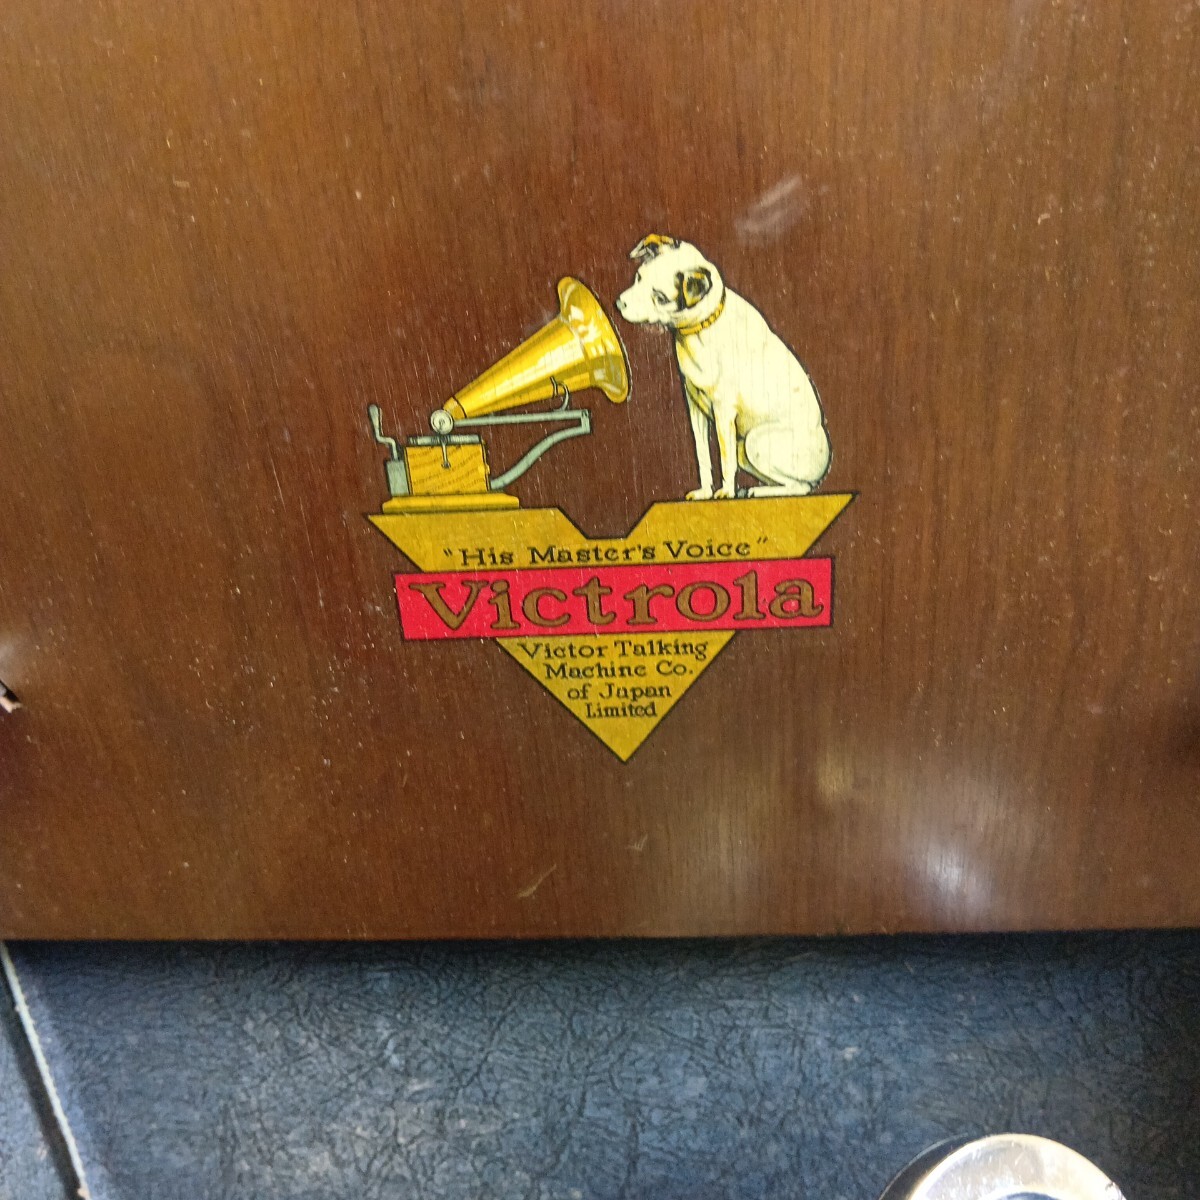 "His Master's Voice"
Victrola
Victor Talking
Machine Co.
of Japan
Limited